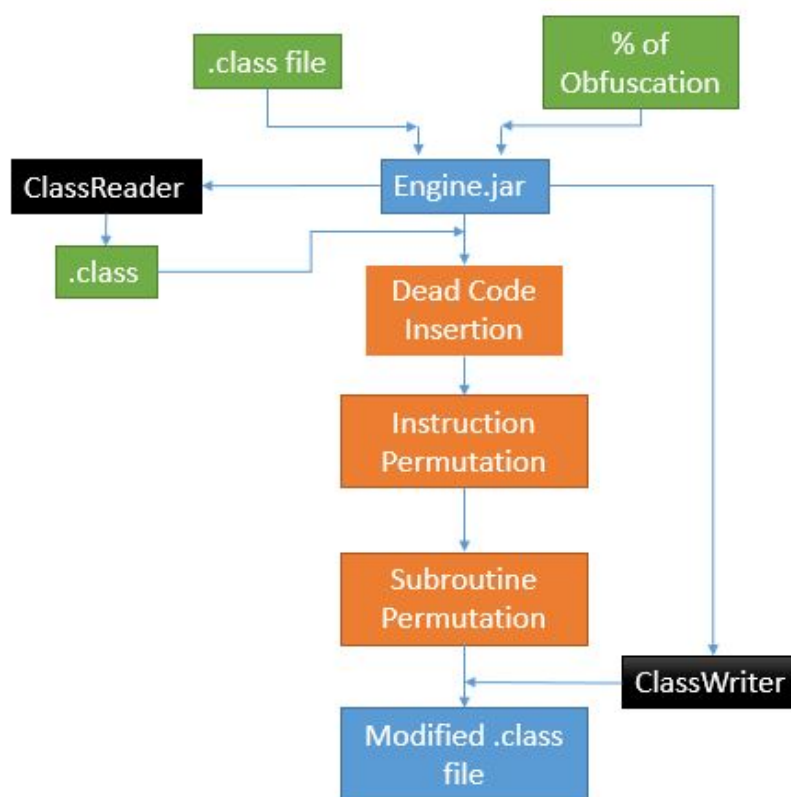 .class file
% of
Obfuscation
ClassReader
Engine.jar
.class
Dead Code
Insertion
Instruction
Permutation
Subroutine
Permutation
ClassWriter
Modified .class
file